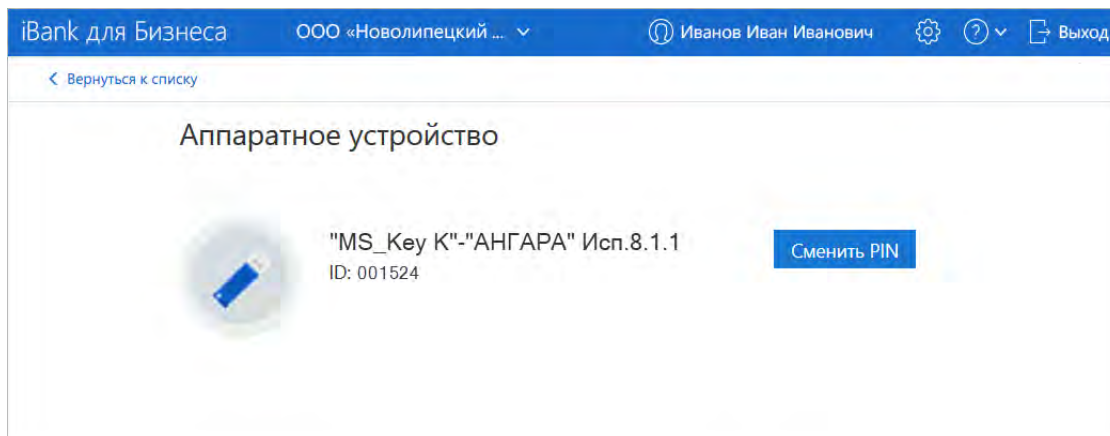 iBank для Бизнеса ООО «Новолипецкий ... Иванов Иван Иванович ? Выход
Вернуться к списку
Аппаратное устройство
"MS_Key K"-"АНГАРА" Исп.8.1.1
Сменить PIN
ID: 001524